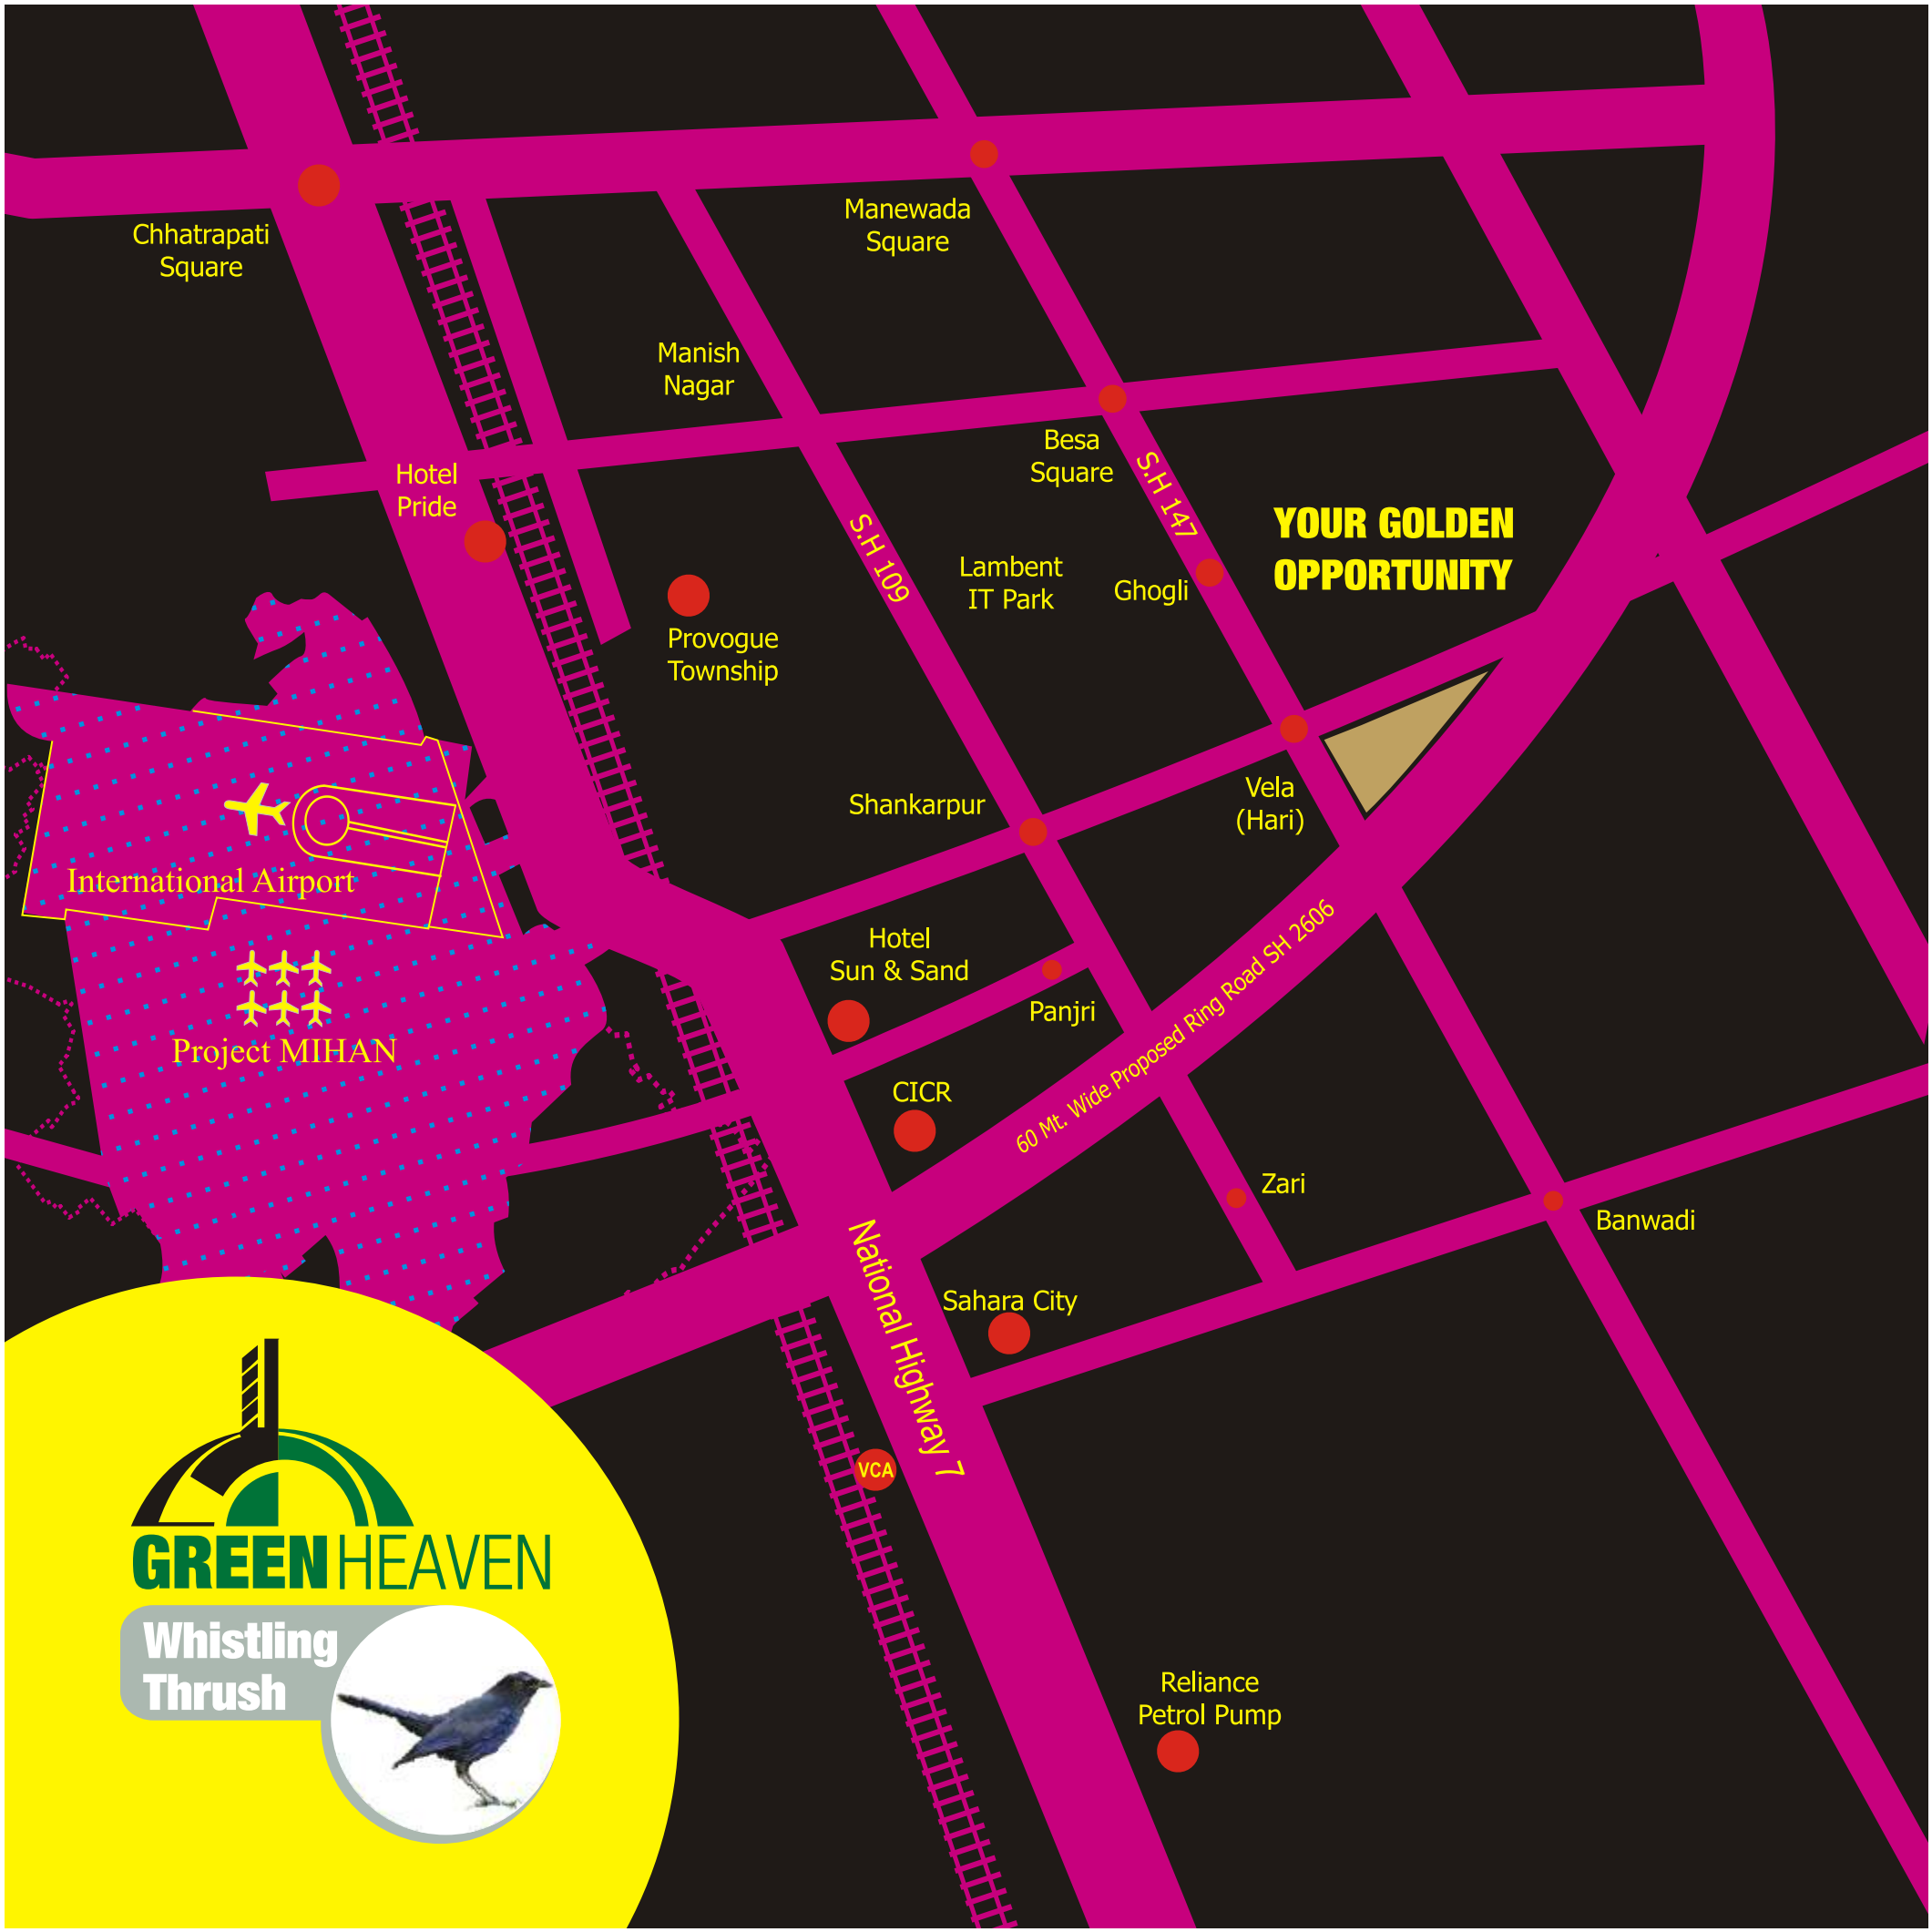 Chhatrapati
Square
Manewada
Square
Manish
Nagar
Besa
Square
Hotel
Pride
S.H 147
S.H 109
YOUR GOLDEN
OPPORTUNITY
Lambent
IT Park
Ghogli
Provogue
Township
Shankarpur
Vela
(Hari)
International Airport
Hotel
Sun & Sand
Panjri
60 Mt. Wide Proposed Ring Road SH 2606
Project MIHAN
CICR
Zari
Banwadi
National Highway 7
Sahara City
VCA
GREEN HEAVEN
Whistling
Thrush
Reliance
Petrol Pump